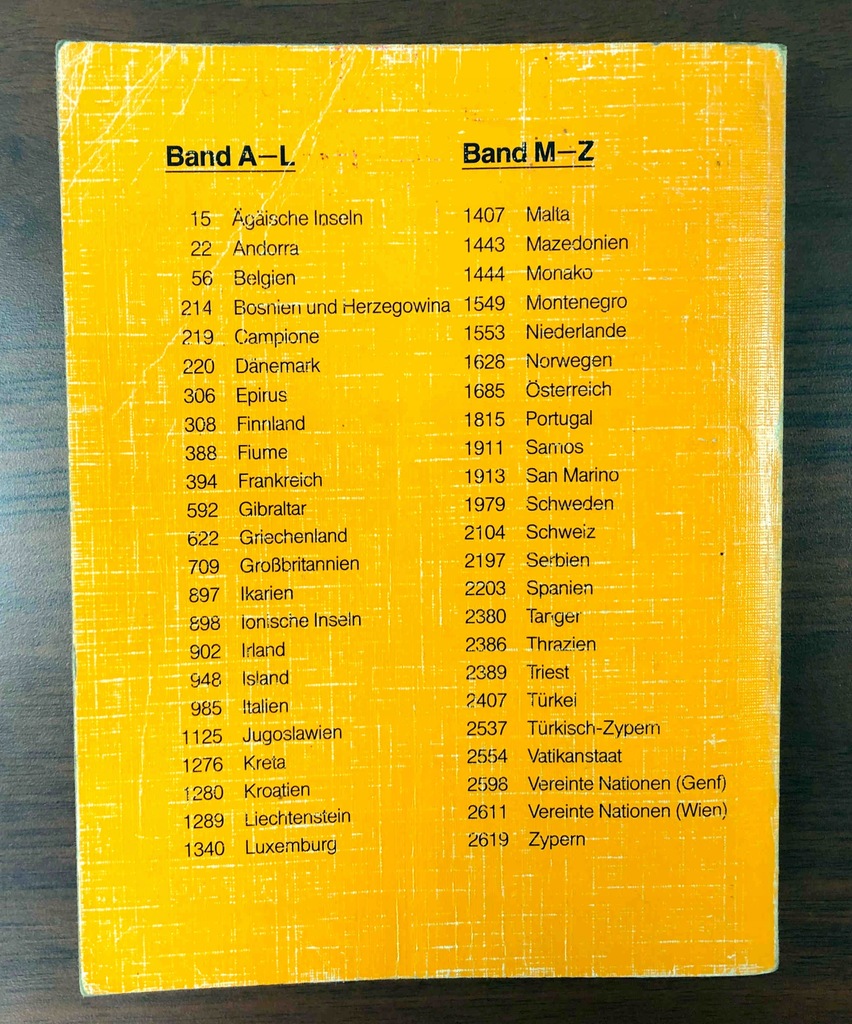 Band A–L
15 Ägäische Inseln
22 Andorra
56 Belgien
214 Bosnien und Herzegowina
219 Campione
220 Dänemark
306 Epirus
308 Finnland
388 Fiume
394 Frankreich
592 Gibraltar
622 Griechenland
709 Großbritannien
897 Ikarien
898 Ionische Inseln
902 Irland
948 Island
985 Italien
1125 Jugoslawien
1276 Kreta
1280 Kroatien
1289 Liechtenstein
1340 Luxemburg
Band M–Z
1407 Malta
1443 Mazedonien
1444 Monako
1549 Montenegro
1553 Niederlande
1628 Norwegen
1685 Österreich
1815 Portugal
1911 Samos
1913 San Marino
1979 Schweden
2104 Schweiz
2197 Serbien
2203 Spanien
2380 Tanger
2386 Thrazien
2389 Triest
2407 Türkei
2537 Türkisch-Zypern
2554 Vatikanstaat
2598 Vereinte Nationen (Genf)
2611 Vereinte Nationen (Wien)
2619 Zypern